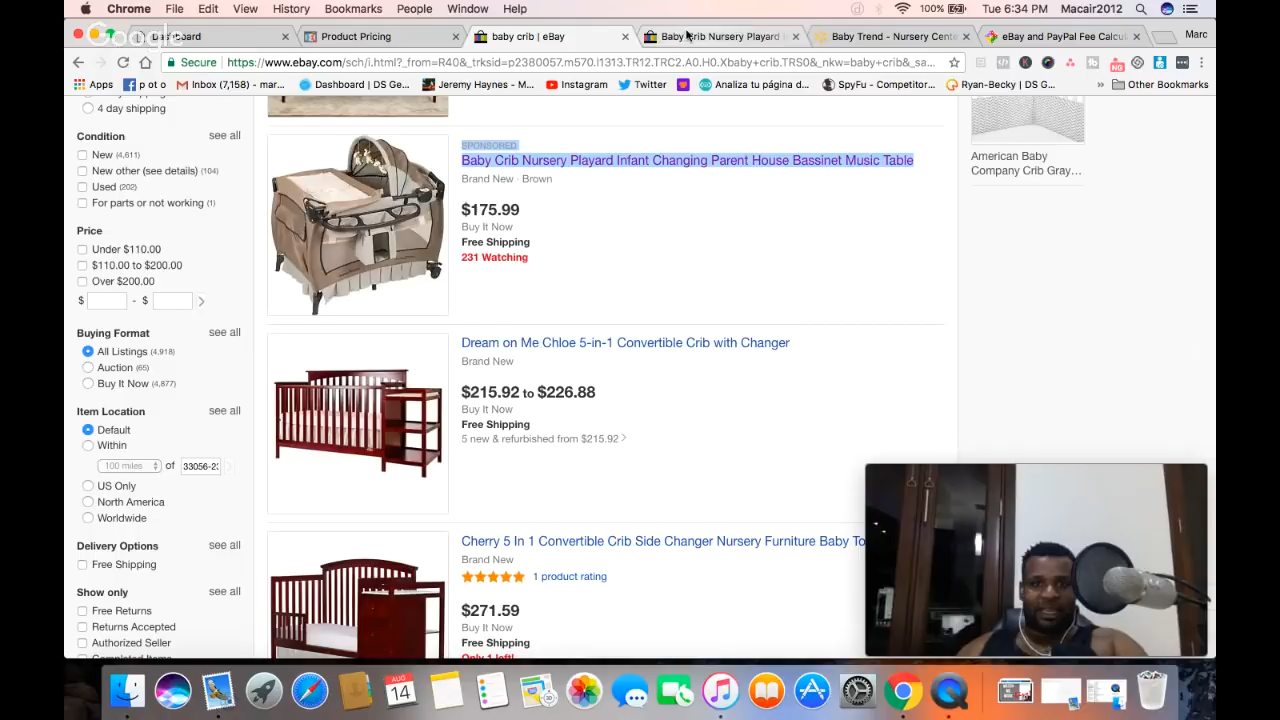 Chrome File Edit View History Bookmarks People Window Help 100% Tue 6:34 PM Macair2012
Google
Dashboard Product Pricing baby crib | eBay Baby Crib Nursery Playard Baby Trend - Nursery Cente eBay and PayPal Fee Calcul Marc
Secure https://www.ebay.com/sch/i.html?_from=R40&_trksid=p2380057.m570.l1313.TR12.TRC2.A0.H0.Xbaby+crib.TRS0&_nkw=baby+crib&_sa...
Apps p o t Inbox (7,158) - mar... Dashboard | DS Ge... Jeremy Haynes - M... Instagram Twitter Analiza tu página d... SpyFu - Competitor... Ryan-Becky / DS G... » Other Bookmarks
4 day shipping
Condition see all
New (4,611)
New other (see details) (104)
Used (202)
For parts or not working (1)
Price
Under $110.00
$110.00 to $200.00
Over $200.00
$ - $
Buying Format see all
All Listings (4,918)
Auction (65)
Buy It Now (4,877)
Item Location see all
Default
Within
100 miles of 33056-2
US Only
North America
Worldwide
Delivery Options see all
Free Shipping
Show only see all
Free Returns
Returns Accepted
Authorized Seller
SPONSORED
Baby Crib Nursery Playard Infant Changing Parent House Bassinet Music Table
Brand New · Brown
$175.99
Buy It Now
Free Shipping
231 Watching
Dream on Me Chloe 5-in-1 Convertible Crib with Changer
Brand New
$215.92 to $226.88
Buy It Now
Free Shipping
5 new & refurbished from $215.92
Cherry 5 In 1 Convertible Crib Side Changer Nursery Furniture Baby To
Brand New
1 product rating
$271.59
Buy It Now
Free Shipping
Only 1 left!
American Baby
Company Crib Gray...
AUG
14